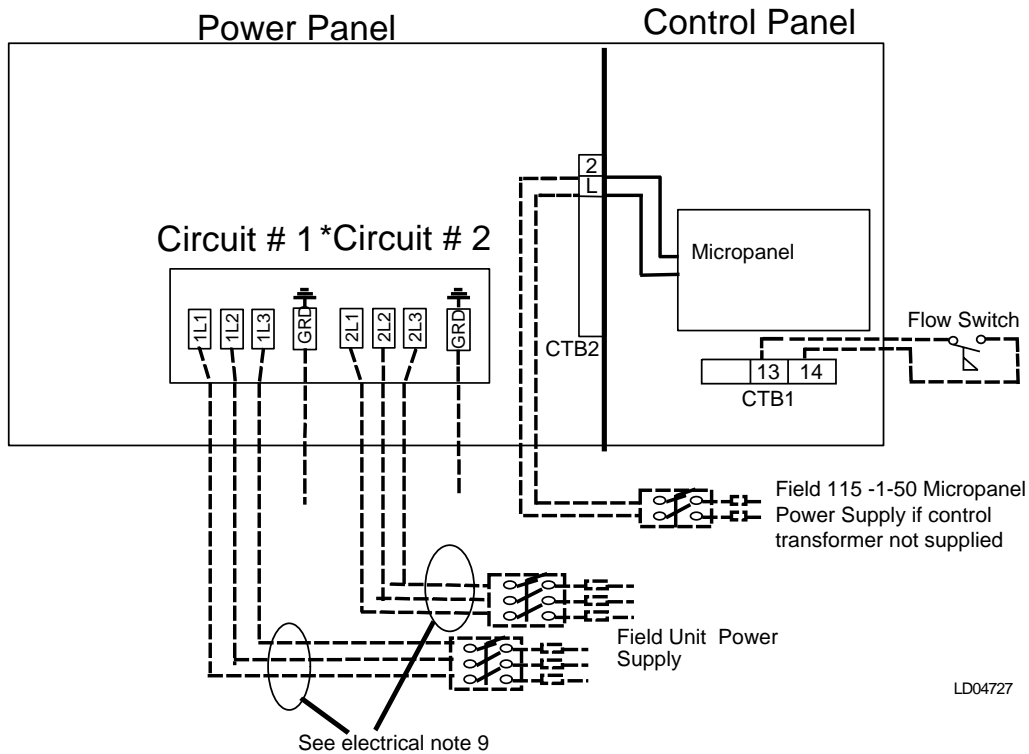 Power Panel
Control Panel
2
L
Circuit # 1
*Circuit # 2
Micropanel
1L1
1L2
1L3
GRD
2L1
2L2
2L3
GRD
Flow Switch
CTB2
13
14
CTB1
Field 115 -1-50 Micropanel
Power Supply if control
transformer not supplied
Field Unit Power
Supply
LD04727
See electrical note 9